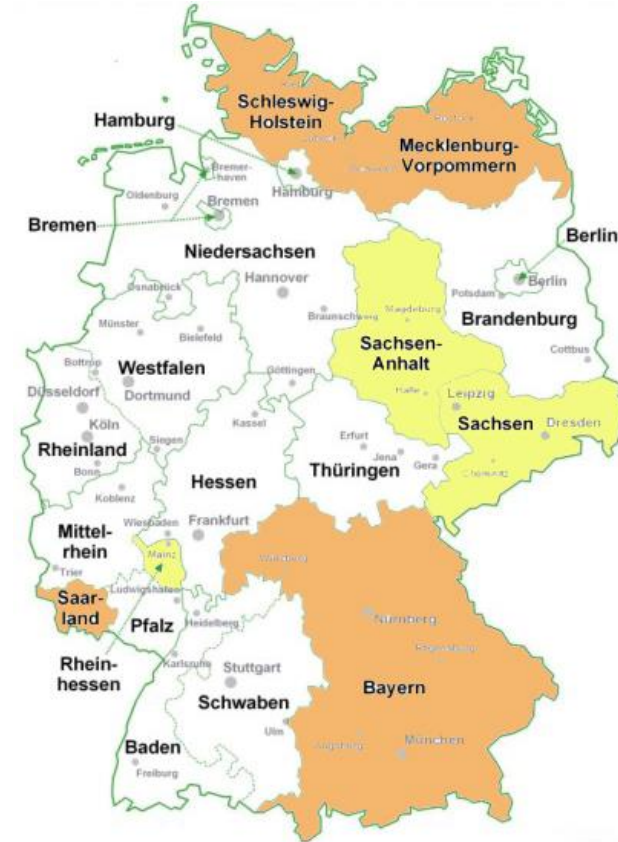 Schleswig-
Holstein
Hamburg
Mecklenburg-
Vorpommern
Rostock
Bremer-
haven
Hamburg
Oldenburg
Bremen
Bremen
Niedersachsen
Berlin
Berlin
Hannover
Potsdam
Osnabrück
Braunschweig
Magdeburg
Brandenburg
Münster
Bielefeld
Sachsen-
Anhalt
Cottbus
Bottrop
Westfalen
Göttingen
Düsseldorf
Dortmund
Halle
Leipzig
Köln
Kassel
Sachsen
Dresden
Rheinland
Siegen
Erfurt
Jena
Gera
Bonn
Hessen
Thüringen
Chemnitz
Koblenz
Mittel-
rhein
Wiesbaden
Frankfurt
Mainz
Würzburg
Trier
Saar-
land
Ludwigshafen
Pfalz
Heidelberg
Nürnberg
Rhein-
hessen
Karlsruhe
Regensburg
Stuttgart
Schwaben
Bayern
Ulm
Augsburg
München
Baden
Freiburg